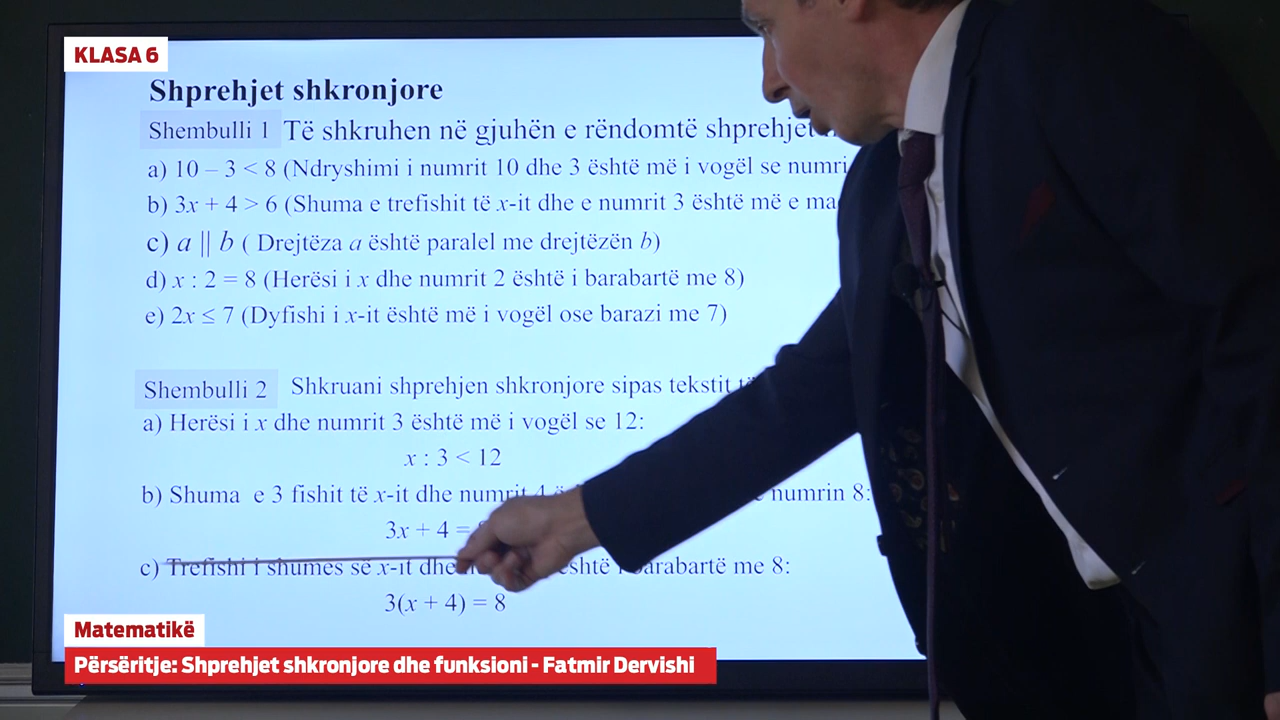 KLASA 6
Shprehjet shkronjore
Shembulli 1 Të shkruhen në gjuhën e rëndomtë shprehjet
a) 10 – 3 < 8 (Ndryshimi i numrit 10 dhe 3 është më i vogël se
b) 3x + 4 > 6 (Shuma e trefishit të x-it dhe e numrit 3 është më e
c) a || b ( Drejtëza a është paralel me drejtëzën b)
d) x : 2 = 8 (Herësi i x dhe numrit 2 është i barabartë me 8)
e) 2x ≤ 7 (Dyfishi i x-it është më i vogël ose barazi me 7)
Shembulli 2 Shkruani shprehjen shkronjore sipas tekstit
a) Herësi i x dhe numrit 3 është më i vogël se 12:
x : 3 < 12
b) Shuma e 3 fishit të x-it dhe numrit 4 numrin 8:
3x + 4 =
c) Trefishi i shumës së x-it dhe është i barabartë me 8:
3(x + 4) = 8
Matematikë
Përsëritje: Shprehjet shkronjore dhe funksioni - Fatmir Dervishi